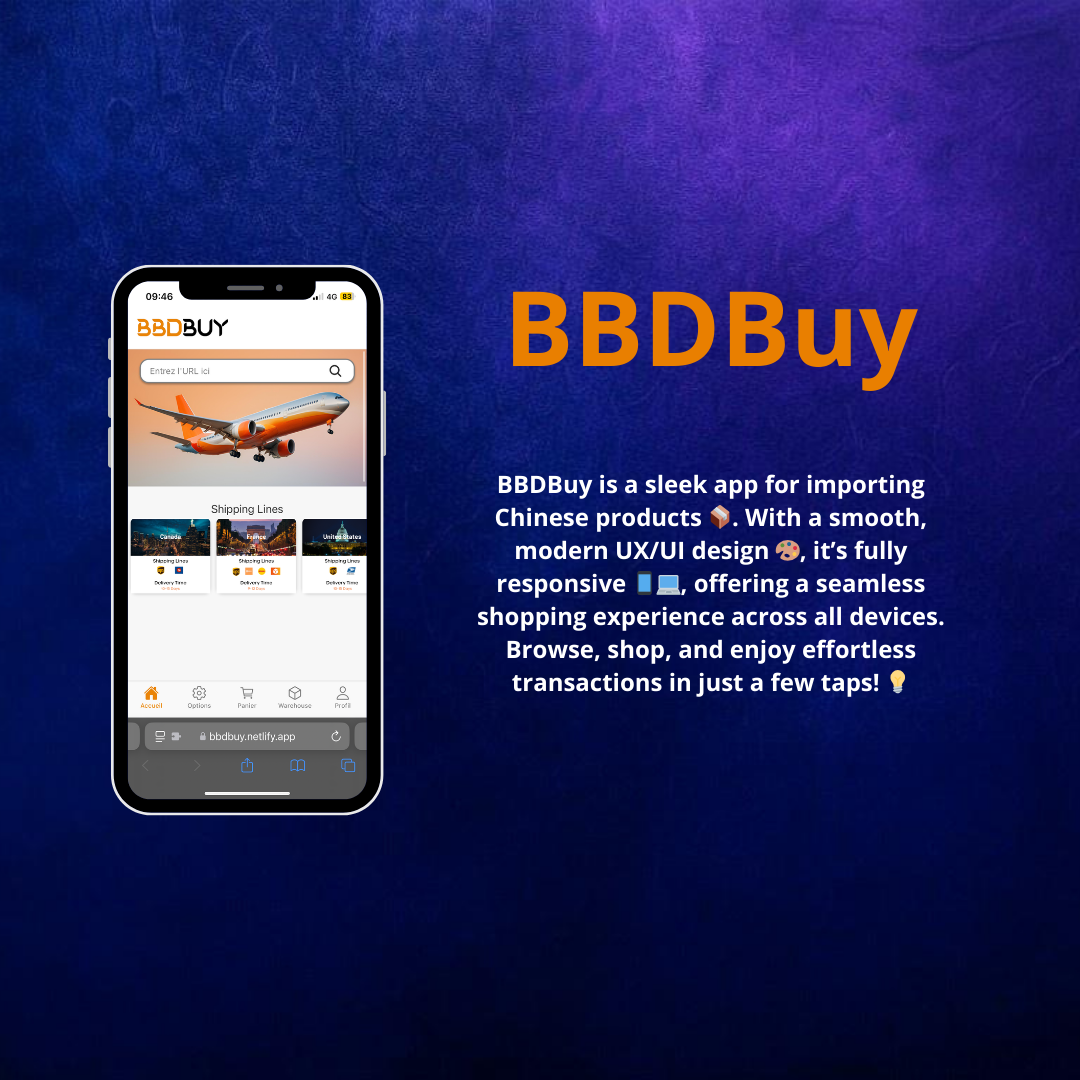 09:46
4G 83
BBDBUY
Entrez l'URL ici
Shipping Lines
Canada
France
United States
Shipping Lines
Shipping Lines
Shipping Lines
Delivery Time
Delivery Time
Delivery Time
Accueil
Options
Panier
Warehouse
Profil
bbdbuy.netlify.app
BBDBuy
BBDBuy is a sleek app for importing
Chinese products 📦. With a smooth,
modern UX/UI design 🎨, it’s fully
responsive 📱💻, offering a seamless
shopping experience across all devices.
Browse, shop, and enjoy effortless
transactions in just a few taps! 💡